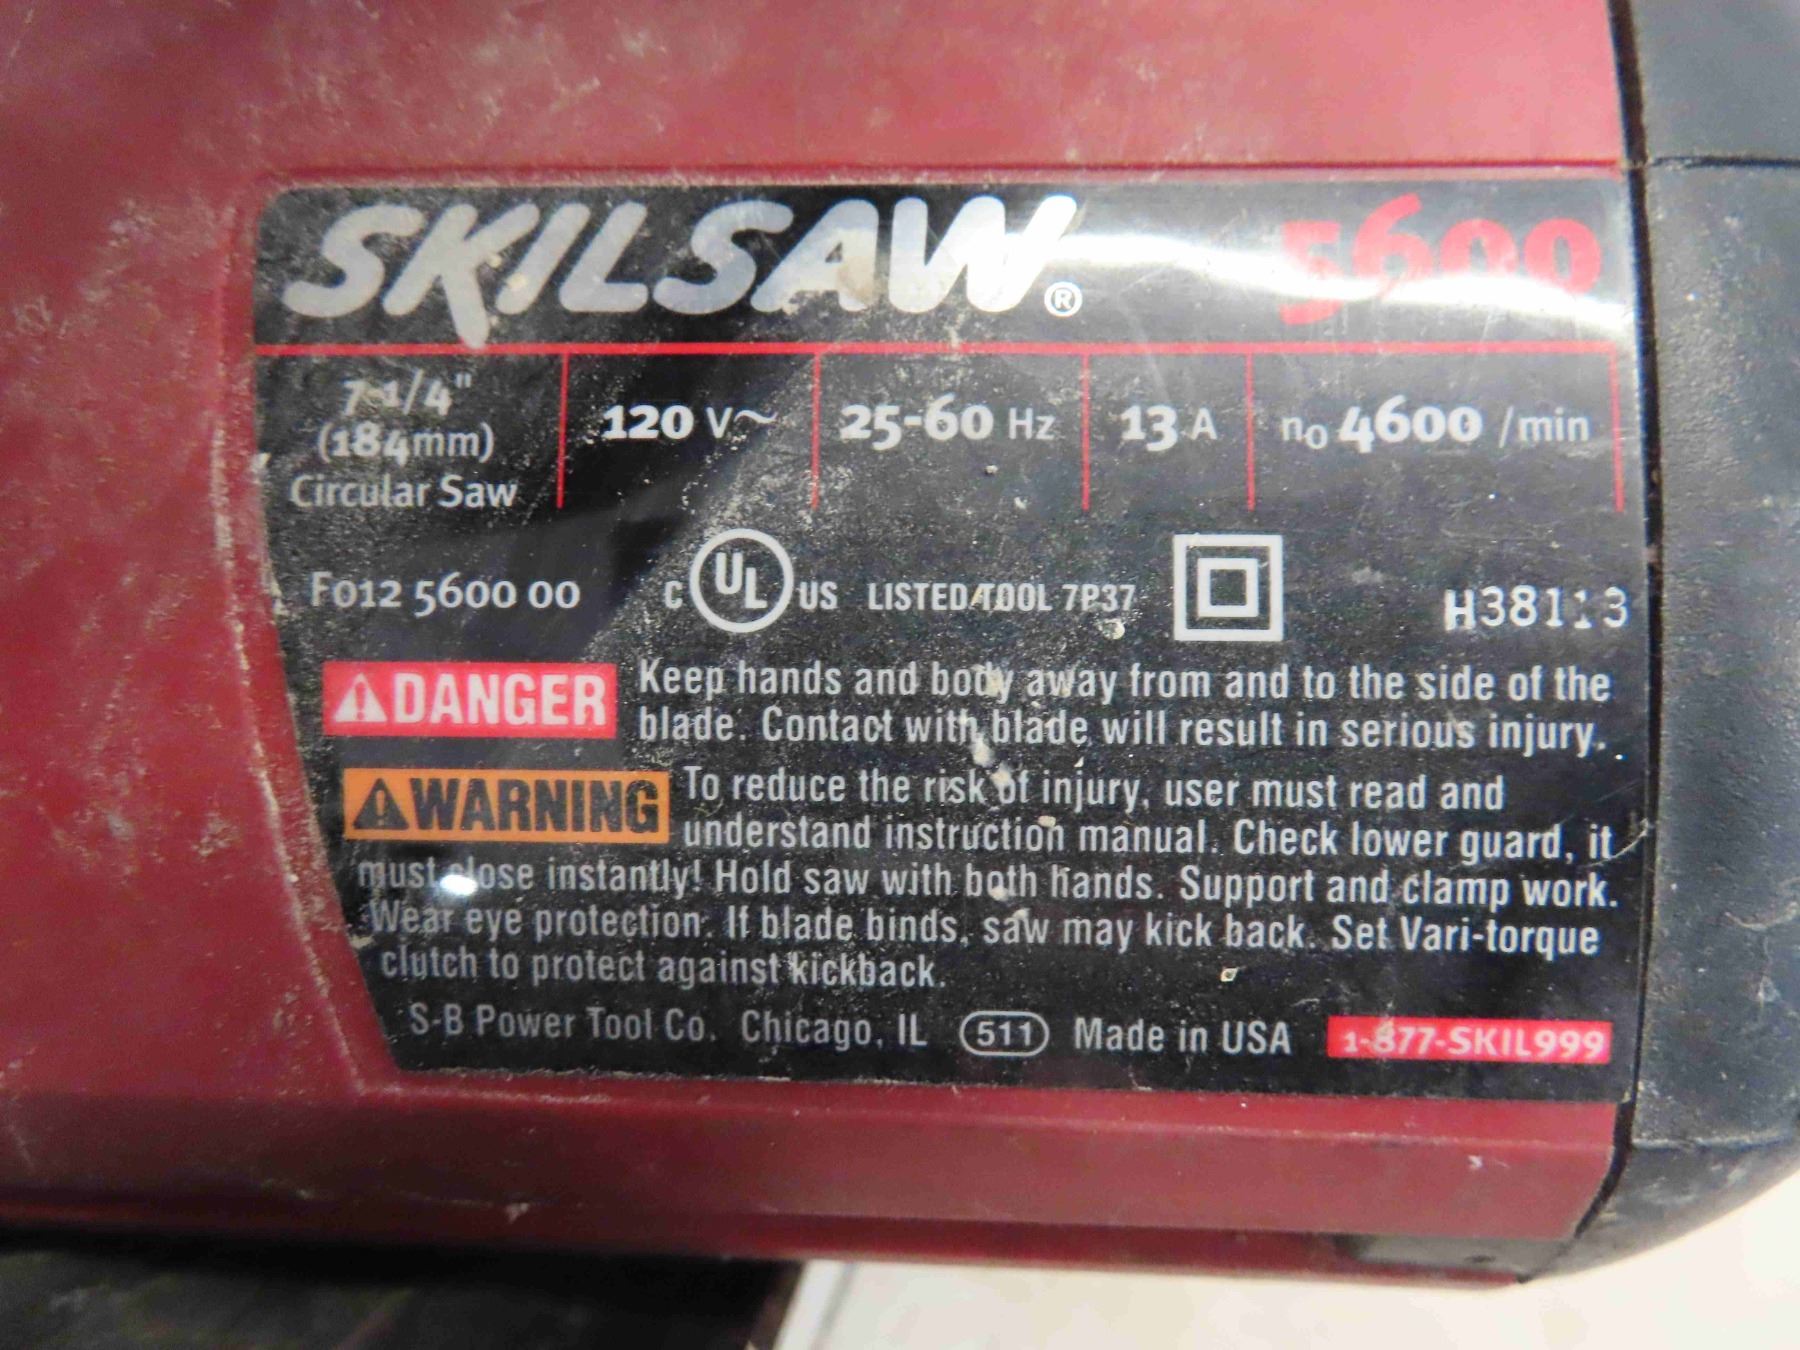 SKILSAW® 5600
7-1/4"
(184mm)
Circular Saw
120 V~
25-60 Hz
13 A
no 4600 /min
F012 5600 00
C UL US LISTED TOOL 7P37
DANGER Keep hands and body away from and to the side of the
blade. Contact with blade will result in serious injury.
WARNING To reduce the risk of injury, user must read and
understand instruction manual. Check lower guard, it
must close instantly! Hold saw with both hands. Support and clamp work.
Wear eye protection. If blade binds, saw may kick back. Set Vari-torque
clutch to protect against kickback.
S-B Power Tool Co. Chicago, IL 511 Made in USA 1-877-SKIL999